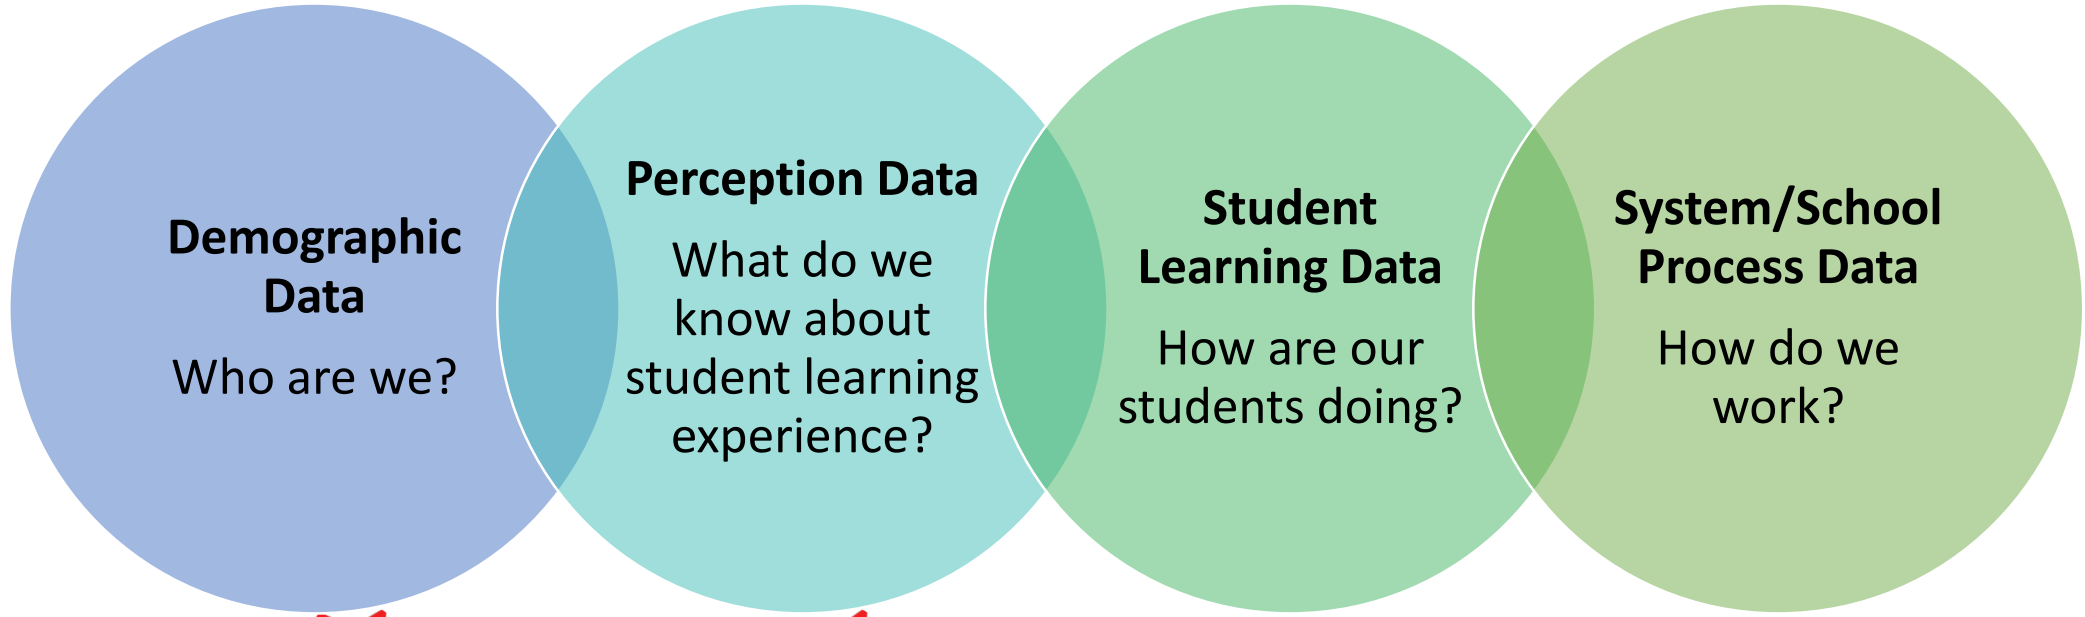 Demographic
Data
Who are we?
Perception Data
What do we
know about
student learning
experience?
Student
Learning Data
How are our
students doing?
System/School
Process Data
How do we
work?